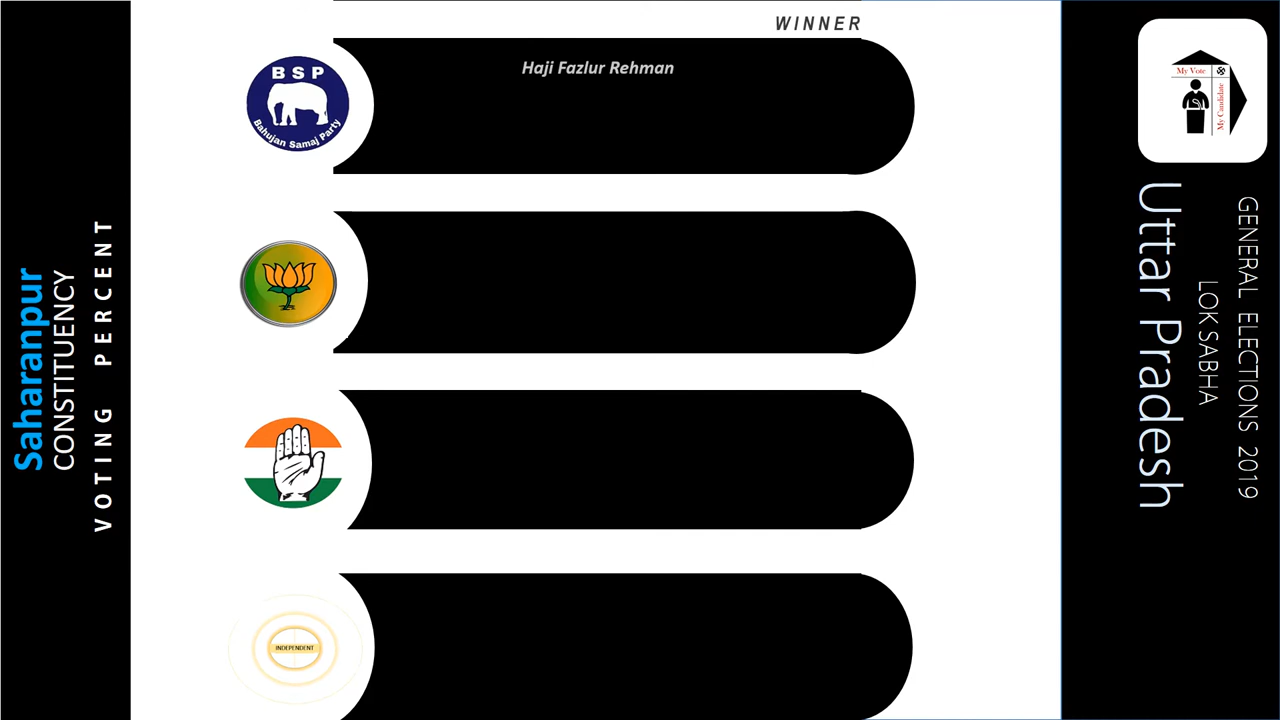 Saharanpur
CONSTITUENCY
VOTING PERCENT
WINNER
BSP
Bahujan Samaj Party
Haji Fazlur Rehman
INDEPENDENT
My Vote
My Candidate
GENERAL ELECTIONS 2019
LOK SABHA
Uttar Pradesh